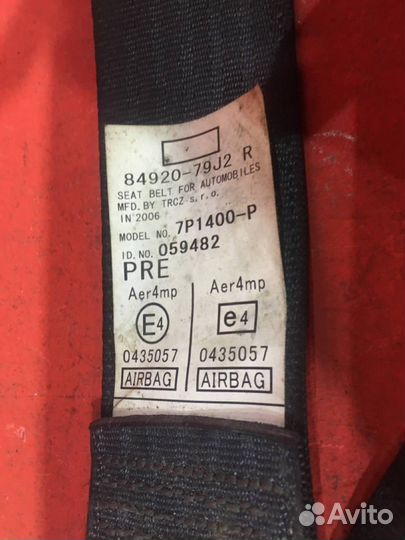 84920-79J2 R
SEAT BELT FOR AUTOMOBILES
MFD. BY TRCZ s.r.o.
IN 2006
MODEL NO. 7P1400-P
ID. NO. 059482
PRE
Aer4mp Aer4mp
E4 e4
0435057 0435057
AIRBAG AIRBAG
Avito